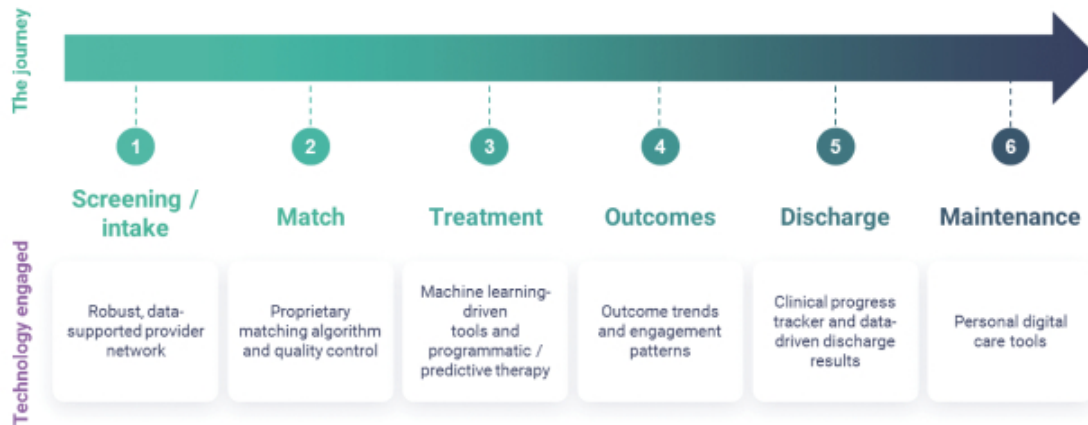 The journey
1
2
3
4
5
6
Screening /
intake
Match
Treatment
Outcomes
Discharge
Maintenance
Technology engaged
Robust, data-
supported provider
network
Proprietary
matching algorithm
and quality control
Machine learning-
driven
tools and
programmatic /
predictive therapy
Outcome trends
and engagement
patterns
Clinical progress
tracker and data-
driven discharge
results
Personal digital
care tools